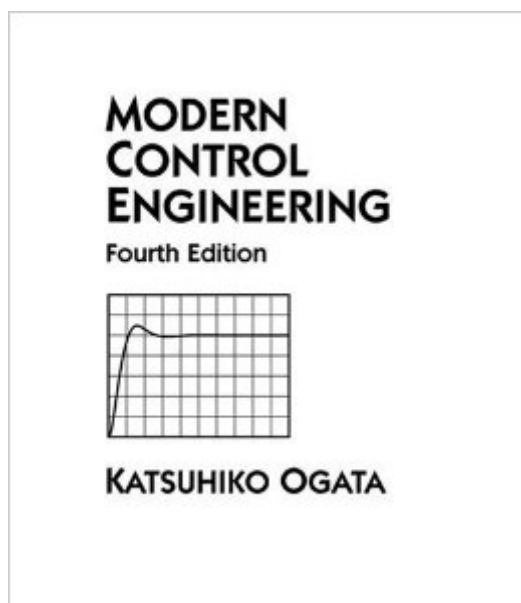 MODERN
CONTROL
ENGINEERING
Fourth Edition
KATSUHIKO OGATA